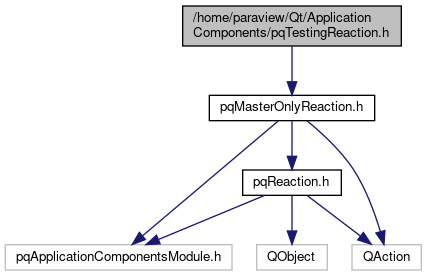 /home/paraview/Qt/Application
Components/pqTestingReaction.h
pqMasterOnlyReaction.h
pqReaction.h
pqApplicationComponentsModule.h
QObject
QAction